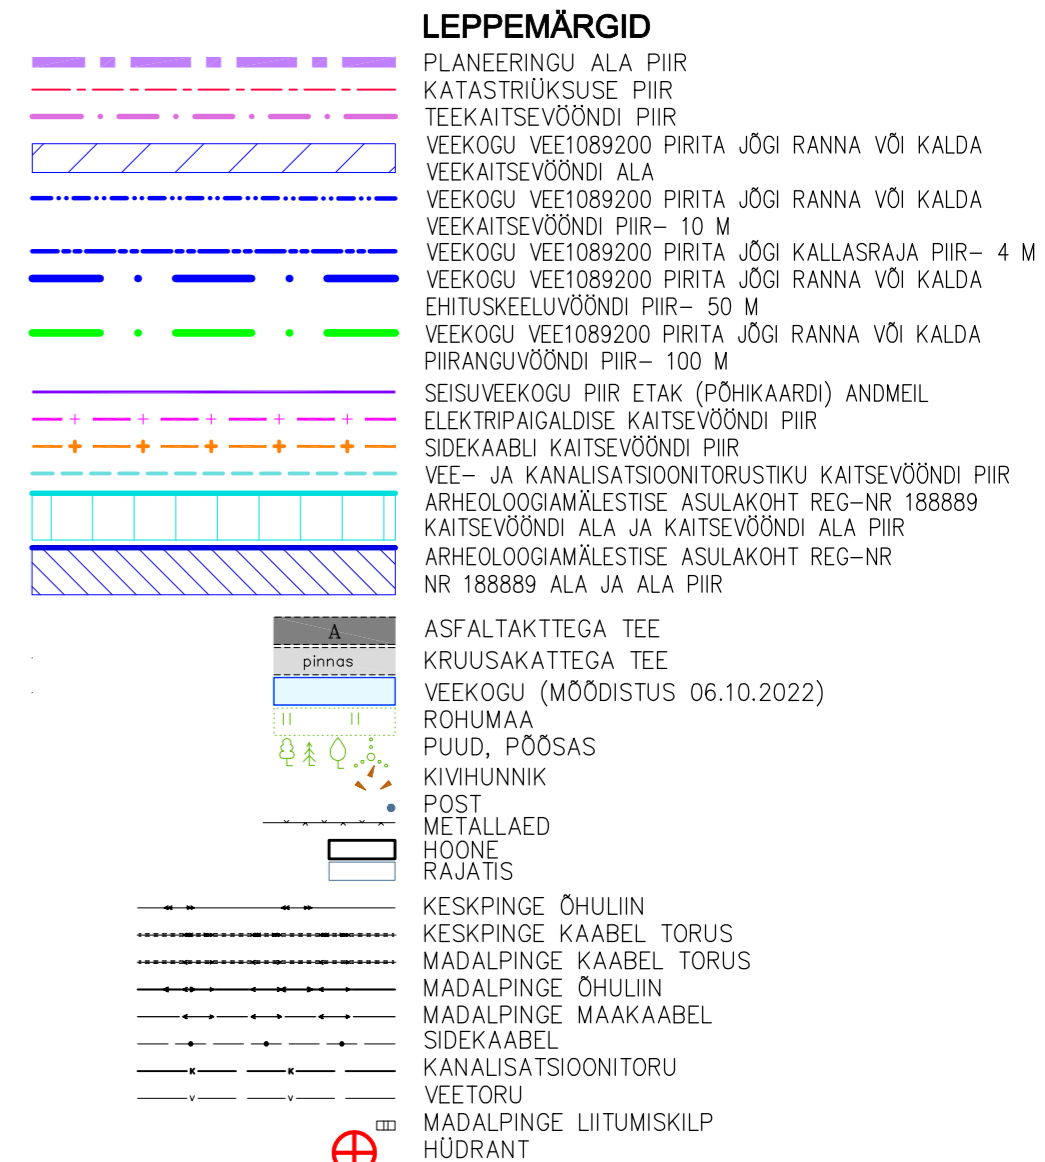 LEPPEMÄRGID
PLANEERINGU ALA PIIR
KATASTRIÜKSUSE PIIR
TEEKAITSEVÖÖNDI PIIR
VEEKOGU VEE1089200 PIRITA JÕGI RANNA VÕI KALDA
VEEKAITSEVÖÖNDI ALA
VEEKOGU VEE1089200 PIRITA JÕGI RANNA VÕI KALDA
VEEKAITSEVÖÖNDI PIIR– 10 M
VEEKOGU VEE1089200 PIRITA JÕGI KALLASRAJA PIIR– 4 M
VEEKOGU VEE1089200 PIRITA JÕGI RANNA VÕI KALDA
EHITUSKEELUVÖÖNDI PIIR– 50 M
VEEKOGU VEE1089200 PIRITA JÕGI RANNA VÕI KALDA
PIIRANGUVÖÖNDI PIIR– 100 M
SEISUVEEKOGU PIIR ETAK (PÕHIKAARDI) ANDMEIL
ELEKTRIPAIGALDISE KAITSEVÖÖNDI PIIR
SIDEKAABLI KAITSEVÖÖNDI PIIR
VEE– JA KANALISATSIOONITORUSTIKU KAITSEVÖÖNDI PIIR
ARHEOLOOGIAMÄLESTISE ASULAKOHT REG–NR 188889
KAITSEVÖÖNDI ALA JA KAITSEVÖÖNDI ALA PIIR
ARHEOLOOGIAMÄLESTISE ASULAKOHT REG–NR
NR 188889 ALA JA ALA PIIR
A ASFALTAKTTEGA TEE
pinnas KRUUSAKATTEGA TEE
VEEKOGU (MÕÕDISTUS 06.10.2022)
ROHUMAA
PUUD, PÕÕSAS
KIVIHUNNIK
POST
METALLAED
HOONE
RAJATIS
KESKPINGE ÕHULIIN
KESKPINGE KAABEL TORUS
MADALPINGE KAABEL TORUS
MADALPINGE ÕHULIIN
MADALPINGE MAAKAABEL
SIDEKAABEL
K K KANALISATSIOONITORU
V V VEETORU
MADALPINGE LIITUMISKILP
HÜDRANT